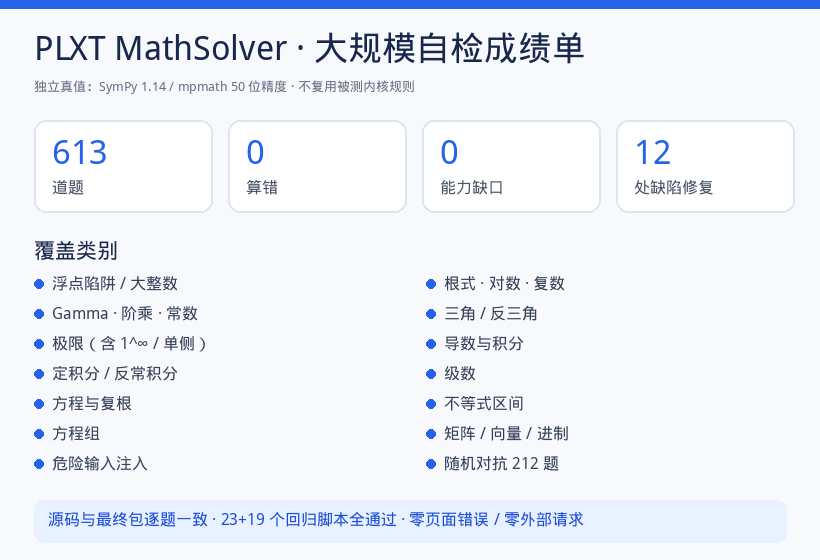 PLXT MathSolver · 大规模自检成绩单
独立真值：SymPy 1.14 / mpmath 50 位精度 · 不复用被测内核规则
613
道题
0
算错
0
能力缺口
12
处缺陷修复
覆盖类别
浮点陷阱 / 大整数
根式 · 对数 · 复数
Gamma · 阶乘 · 常数
三角 / 反三角
极限（含 1^∞ / 单侧）
导数与积分
定积分 / 反常积分
级数
方程与复根
不等式区间
方程组
矩阵 / 向量 / 进制
危险输入注入
随机对抗 212 题
源码与最终包逐题一致 · 23+19 个回归脚本全通过 · 零页面错误 / 零外部请求